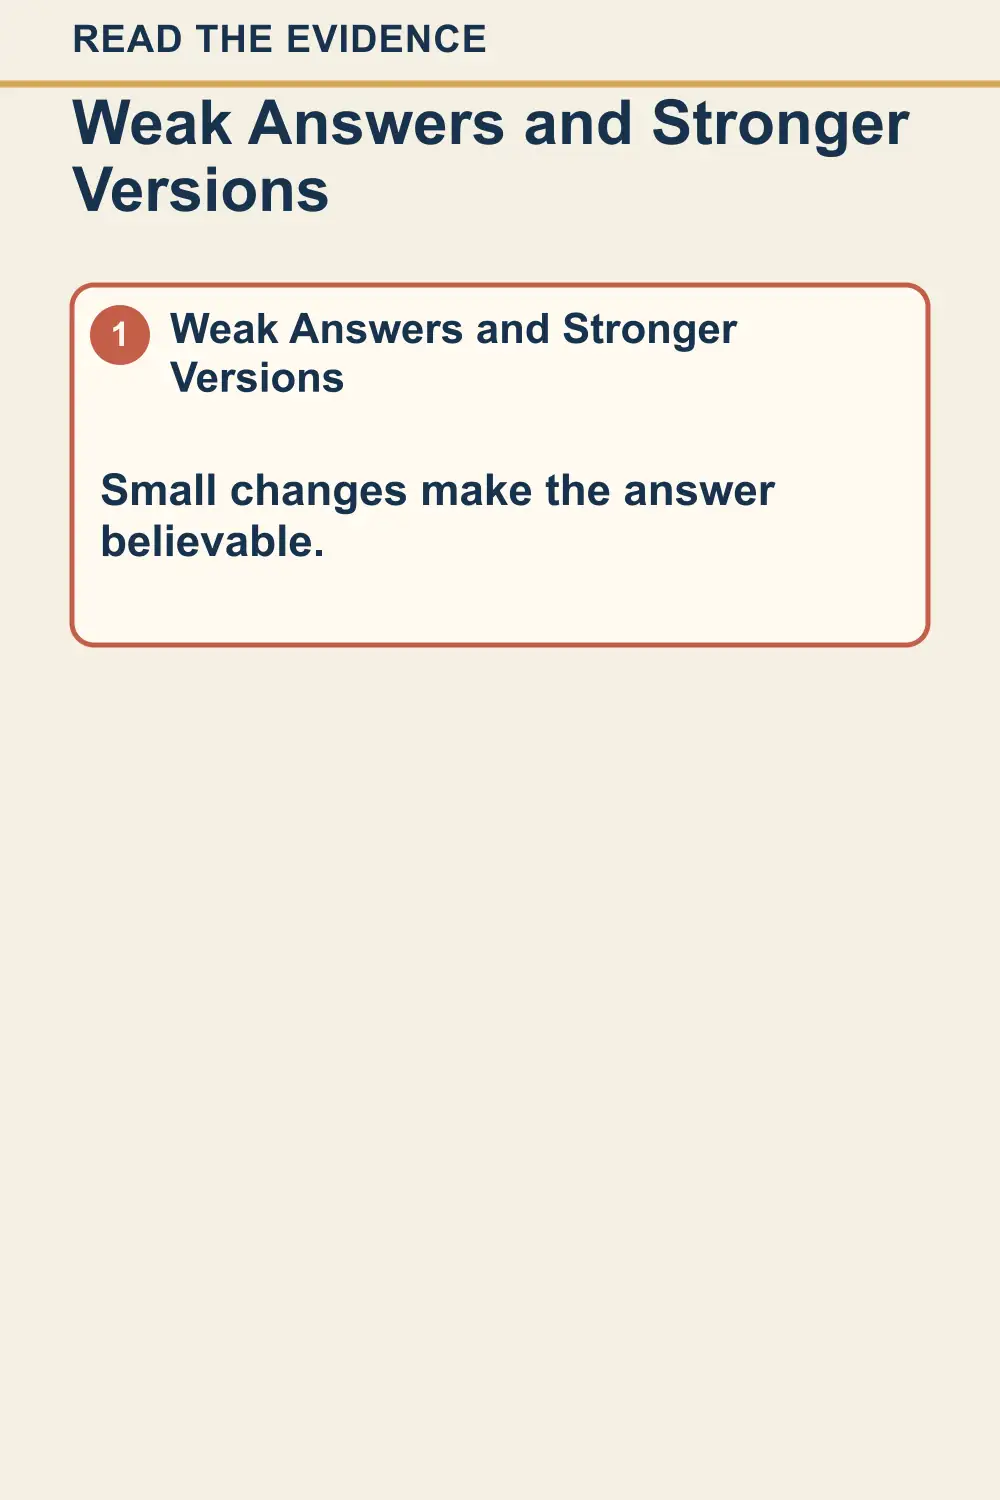 READ THE EVIDENCE
Weak Answers and Stronger
Versions
1
Weak Answers and Stronger
Versions
Small changes make the answer
believable.